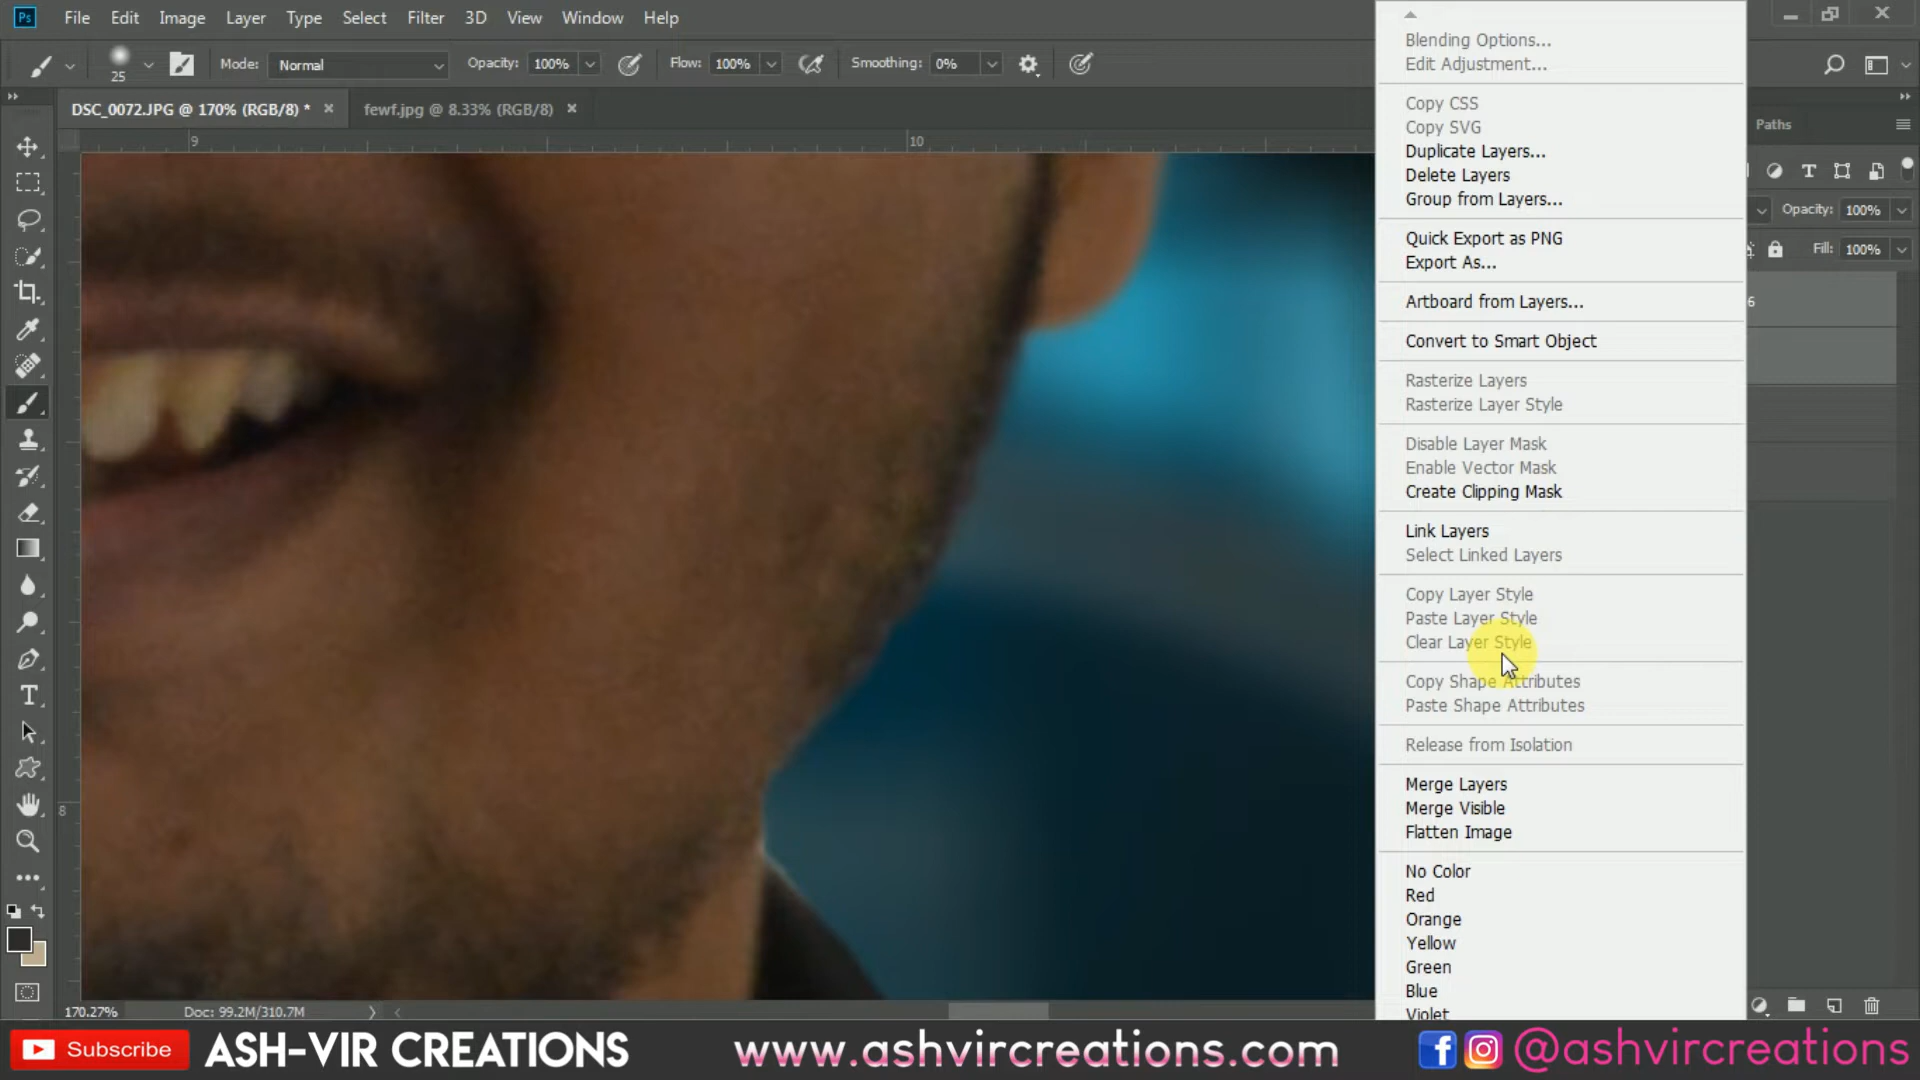 Ps File Edit Image Layer Type Select Filter 3D View Window Help
25 Mode: Normal Opacity: 100% Flow: 100% Smoothing: 0%
DSC_0072.JPG @ 170% (RGB/8) * × fewf.jpg @ 8.33% (RGB/8) ×
9 10
8
Blending Options...
Edit Adjustment...
Copy CSS
Copy SVG
Duplicate Layers...
Delete Layers
Group from Layers...
Quick Export as PNG
Export As...
Artboard from Layers...
Convert to Smart Object
Rasterize Layers
Rasterize Layer Style
Disable Layer Mask
Enable Vector Mask
Create Clipping Mask
Link Layers
Select Linked Layers
Copy Layer Style
Paste Layer Style
Clear Layer Style
Copy Shape Attributes
Paste Shape Attributes
Release from Isolation
Merge Layers
Merge Visible
Flatten Image
No Color
Red
Orange
Yellow
Green
Blue
Violet
Paths
Opacity: 100%
Fill: 100%
6
170.27% Doc: 99.2M/310.7M
Subscribe ASH-VIR CREATIONS www.ashvircreations.com @ashvircreations